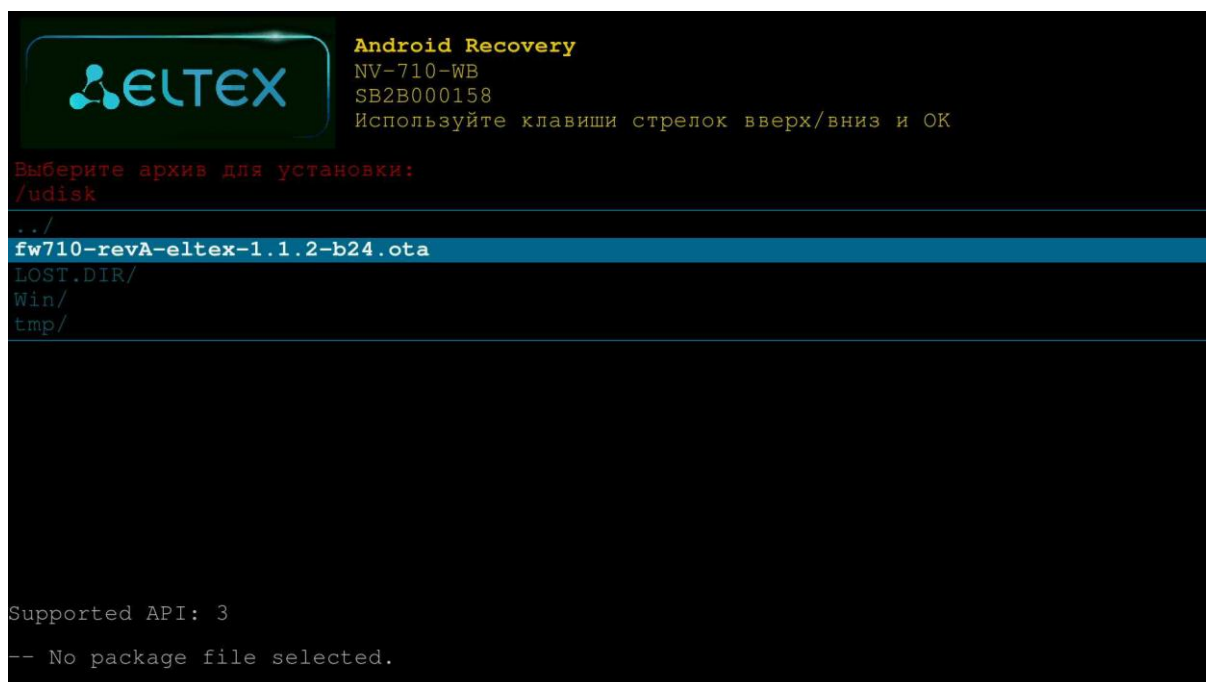 ELTEX
Android Recovery
NV-710-WB
SB2B000158
Используйте клавиши стрелок вверх/вниз и OK
Выберите архив для установки:
/udisk
../
fw710-revA-eltex-1.1.2-b24.ota
LOST.DIR/
Win/
tmp/
Supported API: 3
-- No package file selected.